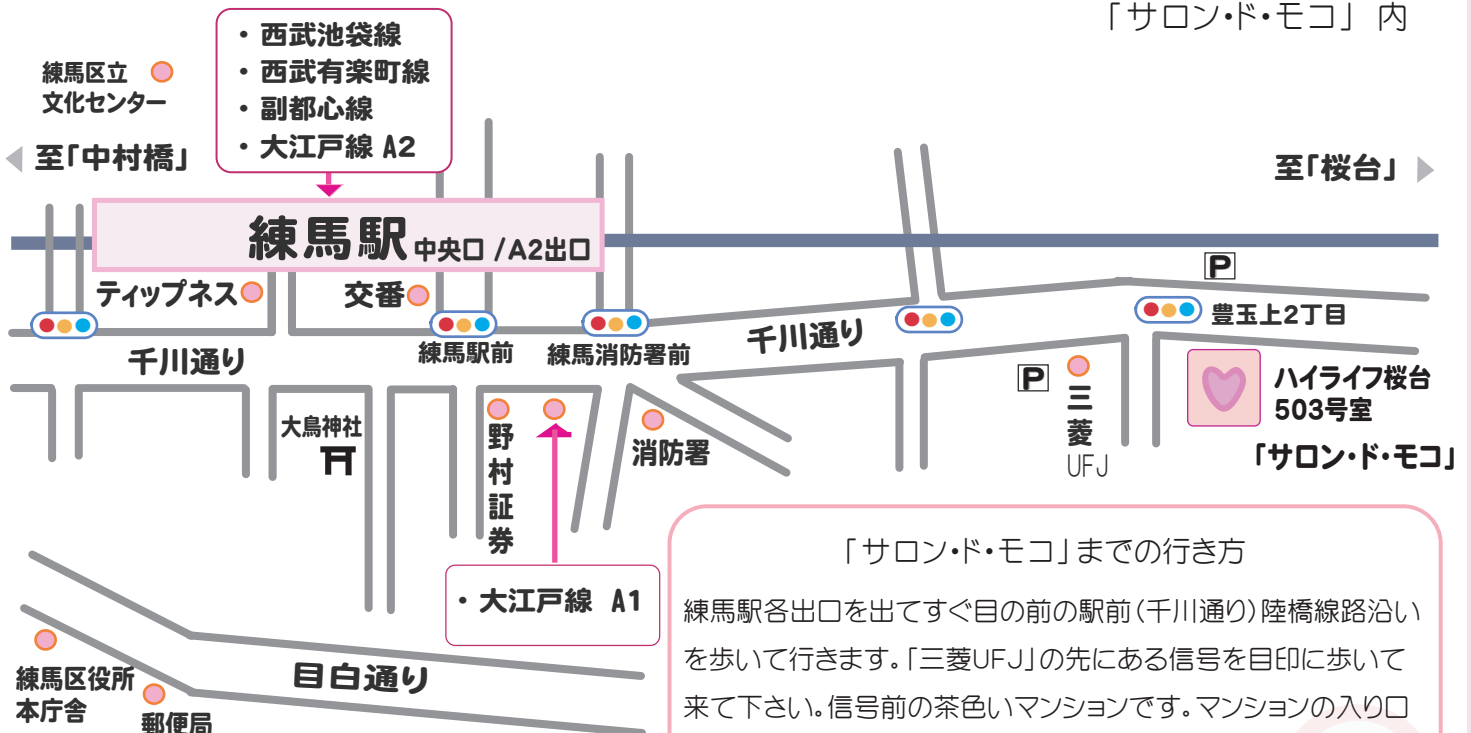 「サロン・ド・モコ」 内
・ 西武池袋線
・ 西武有楽町線
・ 副都心線
・ 大江戸線 A2
練馬区立
文化センター
至「中村橋」
至「桜台」
練馬駅 中央口 /A2出口
ティップネス
交番
P
豊玉上2丁目
千川通り
練馬駅前
練馬消防署前
千川通り
P
三菱UFJ
ハイライフ桜台
503号室
「サロン・ド・モコ」
大鳥神社
野村証券
消防署
・ 大江戸線 A1
目白通り
練馬区役所
本庁舎
郵便局
「サロン・ド・モコ」までの行き方
練馬駅各出口を出てすぐ目の前の駅前(千川通り)陸橋線路沿い
を歩いて行きます。「三菱UFJ」の先にある信号を目印に歩いて
来て下さい。信号前の茶色いマンションです。マンションの入り口